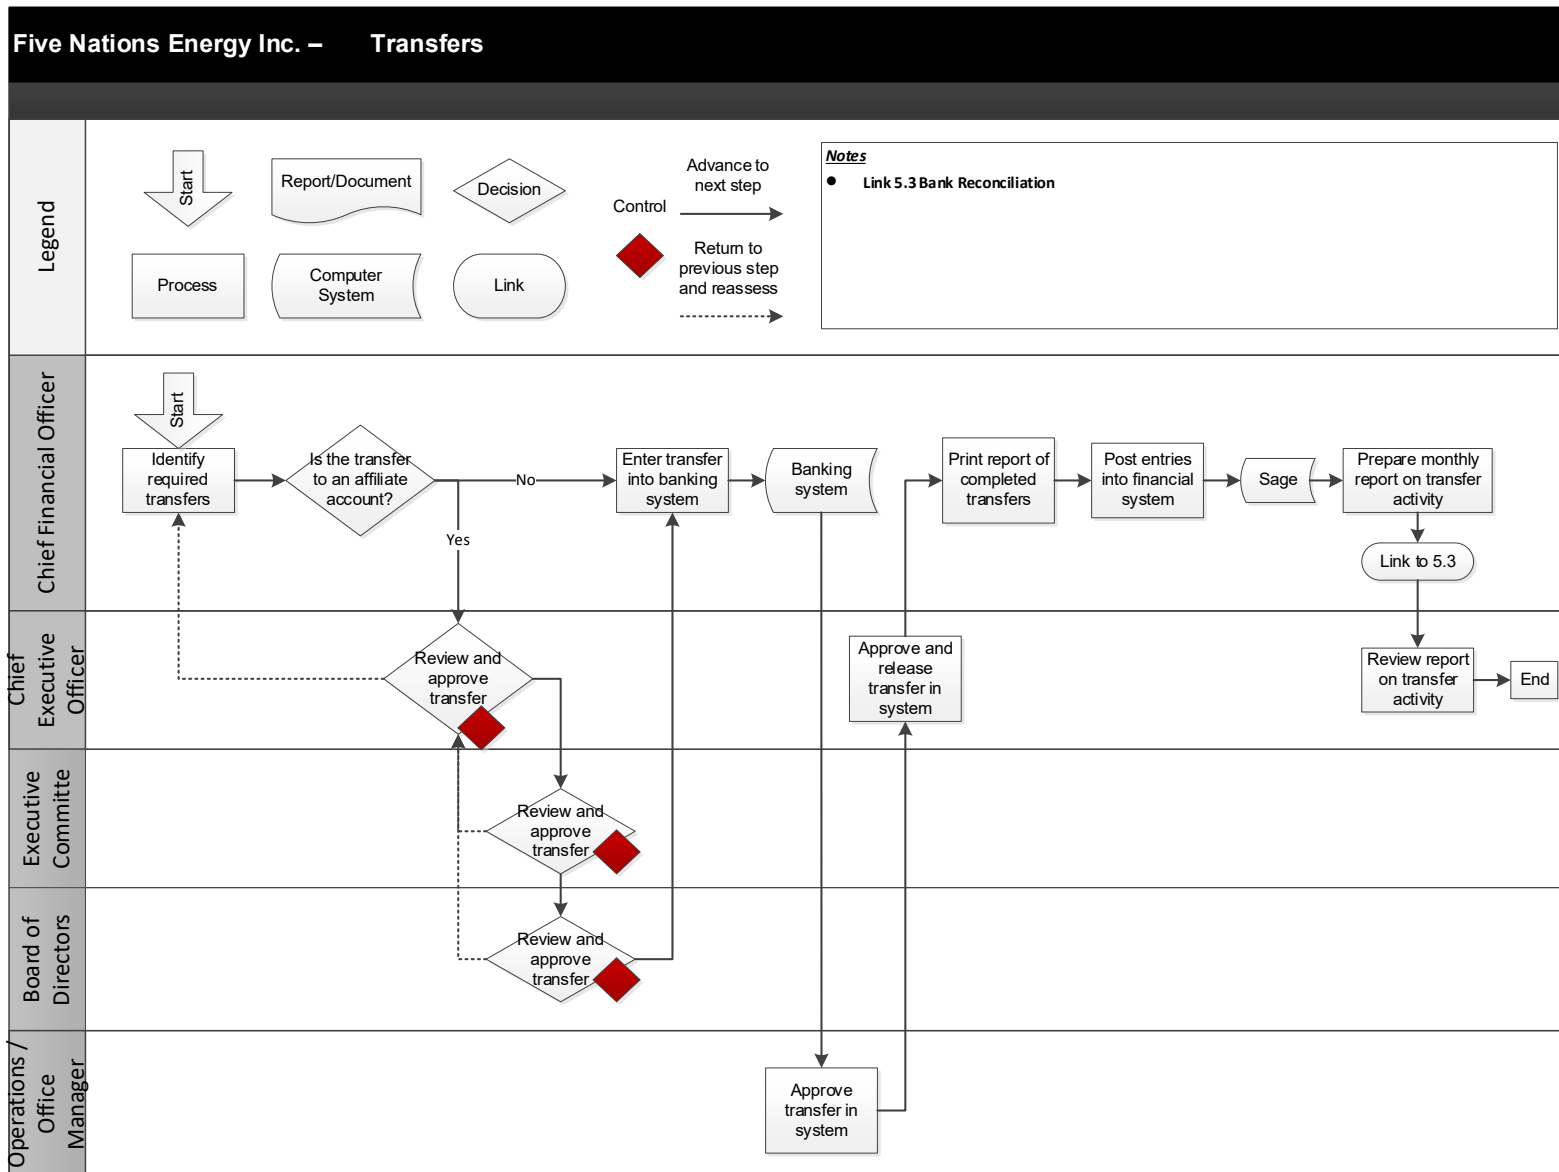 Five Nations Energy Inc. – Transfers
Legend
Start
Report/Document
Decision
Process
Computer
System
Link
Control
Advance to
next step
Return to
previous step
and reassess
Notes
● Link 5.3 Bank Reconciliation
Chief Financial Officer
Start
Identify
required
transfers
Is the transfer
to an affiliate
account?
No
Yes
Enter transfer
into banking
system
Banking
system
Print report of
completed
transfers
Post entries
into financial
system
Sage
Prepare monthly
report on transfer
activity
Link to 5.3
Chief
Executive
Officer
Review and
approve
transfer
Approve and
release
transfer in
system
Review report
on transfer
activity
End
Executive
Committe
Review and
approve
transfer
Board of
Directors
Review and
approve
transfer
Operations /
Office
Manager
Approve
transfer in
system